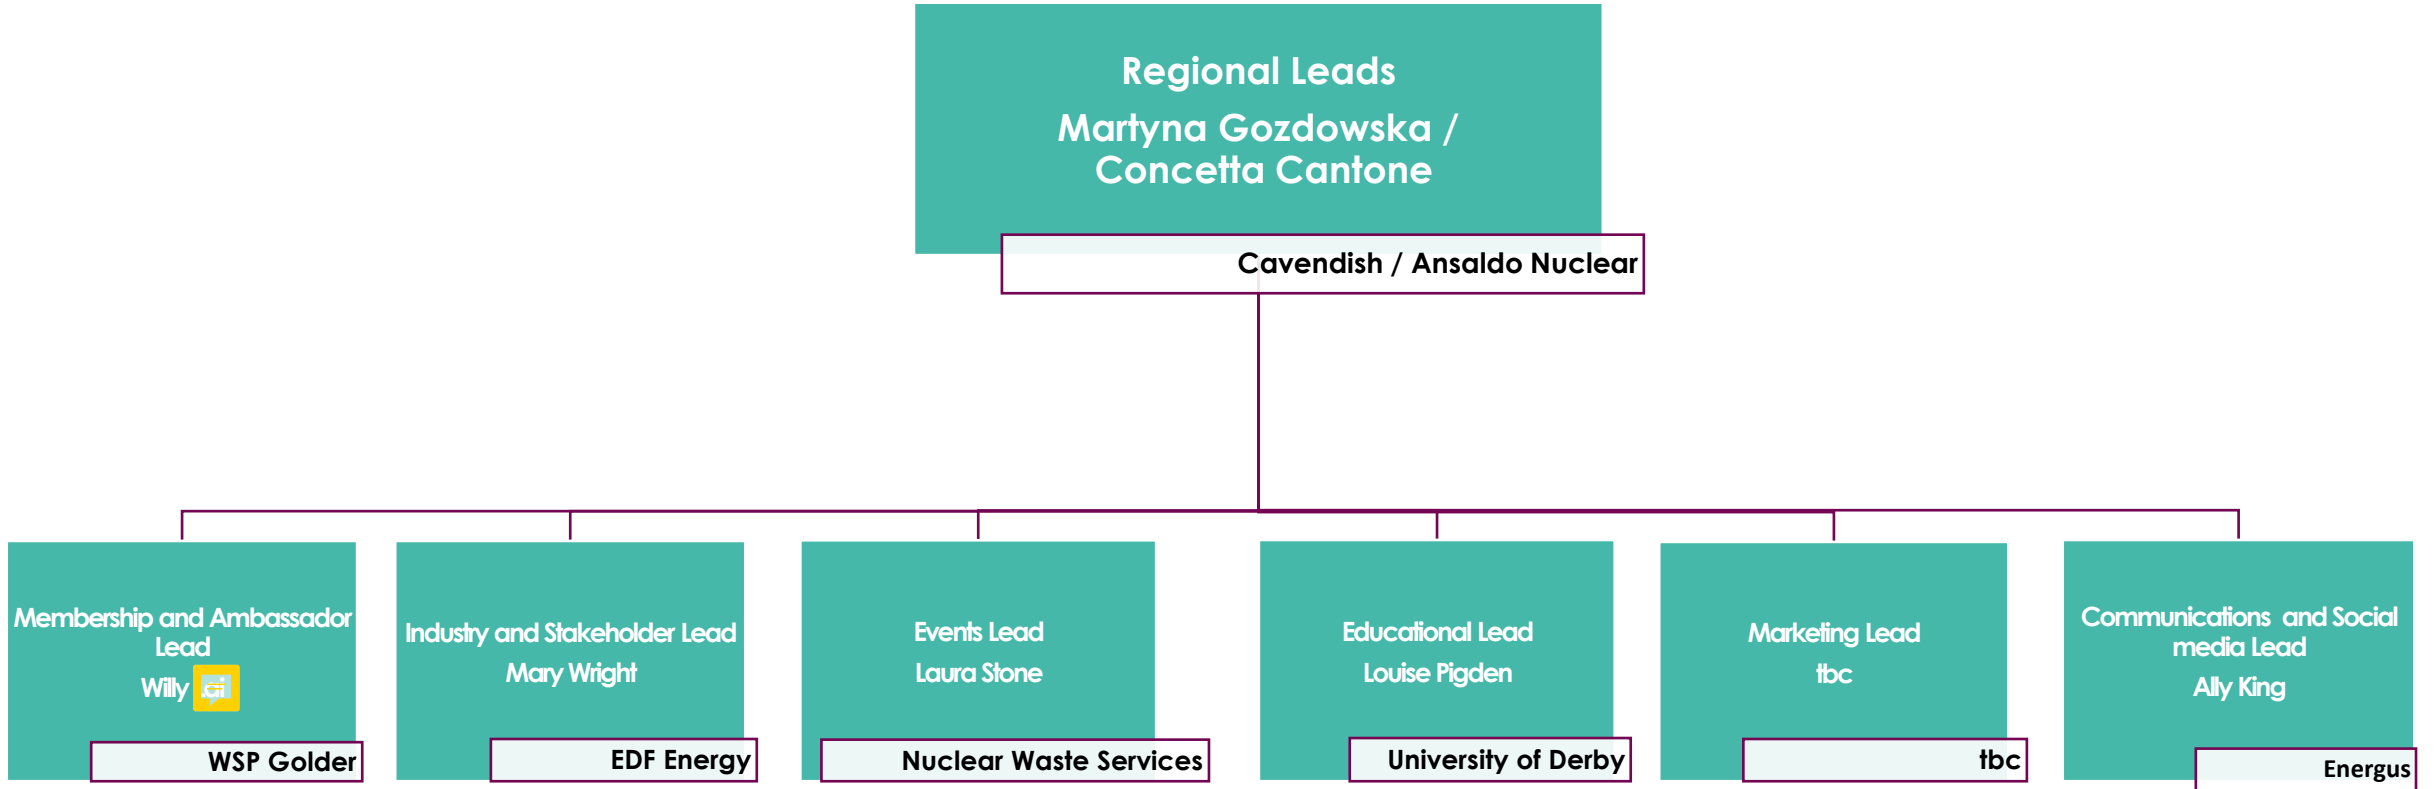 Regional Leads
Martyna Gozdowska /
Concetta Cantone
Cavendish / Ansaldo Nuclear
Membership and Ambassador
Lead
Willy
WSP Golder
Industry and Stakeholder Lead
Mary Wright
EDF Energy
Events Lead
Laura Stone
Nuclear Waste Services
Educational Lead
Louise Pigden
University of Derby
Marketing Lead
tbc
tbc
Communications and Social
media Lead
Ally King
Energus